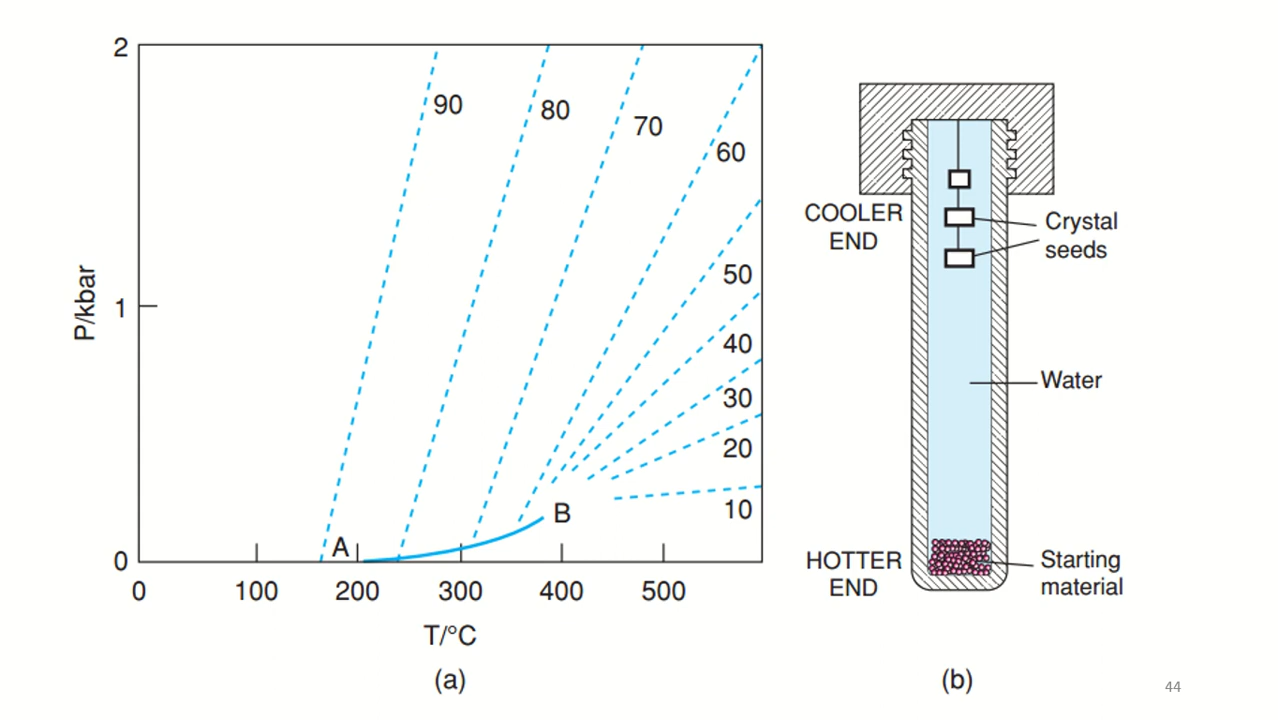 2
90
80
70
60
50
40
30
20
10
P/kbar
1
0
A
B
0
100
200
300
400
500
T/°C
(a)
COOLER
END
Crystal
seeds
Water
HOTTER
END
Starting
material
(b)
44